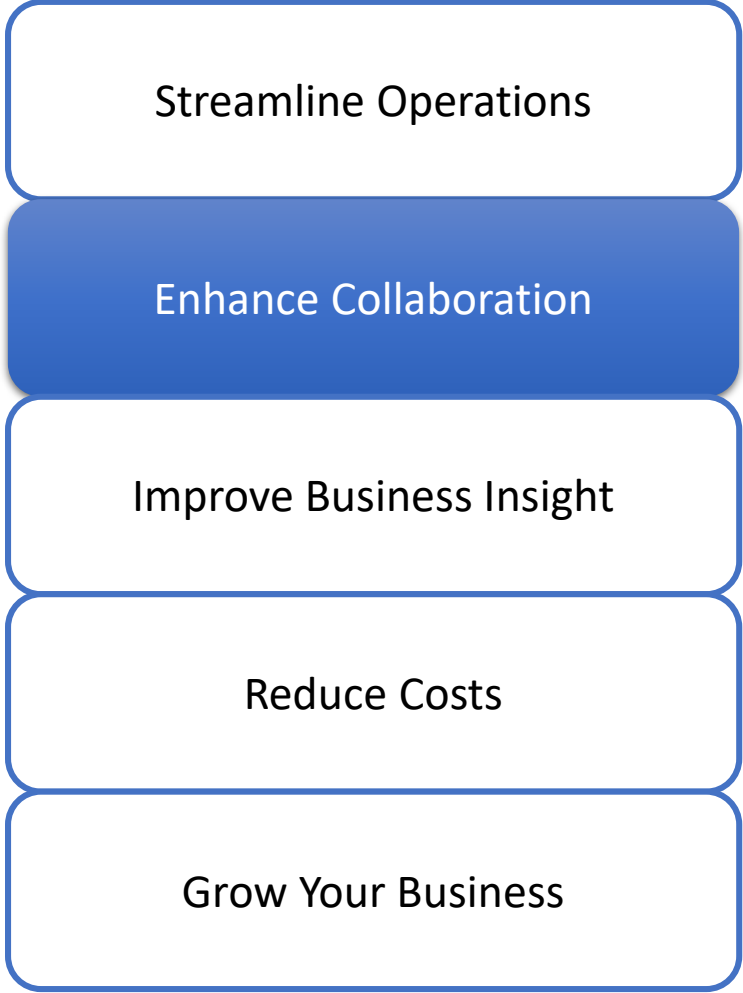 Streamline Operations
Enhance Collaboration
Improve Business Insight
Reduce Costs
Grow Your Business